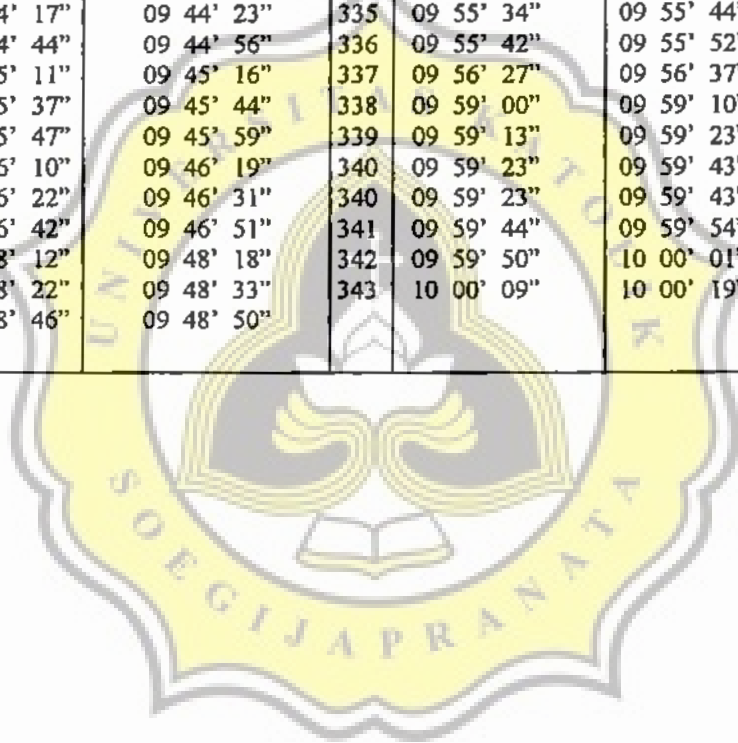 4' 17" 09 44' 23" 335 09 55' 34" 09 55' 44"
4' 44" 09 44' 56" 336 09 55' 42" 09 55' 52"
5' 11" 09 45' 16" 337 09 56' 27" 09 56' 37"
5' 37" 09 45' 44" 338 09 59' 00" 09 59' 10"
5' 47" 09 45' 59" 339 09 59' 13" 09 59' 23"
6' 10" 09 46' 19" 340 09 59' 23" 09 59' 43"
6' 22" 09 46' 31" 340 09 59' 23" 09 59' 43"
6' 42" 09 46' 51" 341 09 59' 44" 09 59' 54"
8' 12" 09 48' 18" 342 09 59' 50" 10 00' 01"
8' 22" 09 48' 33" 343 10 00' 09" 10 00' 19"
8' 46" 09 48' 50"
UNIVERSITAS KATOLIK
SOEGIJAPRANATA